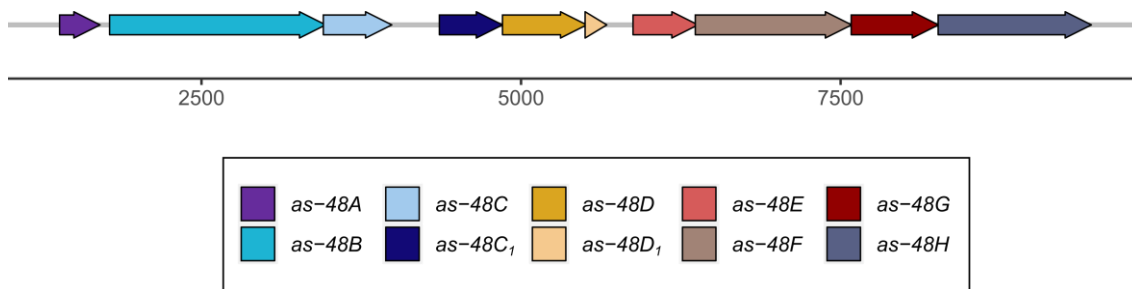 2500 5000 7500
as−48A as−48C as−48D as−48E as−48G
as−48B as−48C₁ as−48D₁ as−48F as−48H